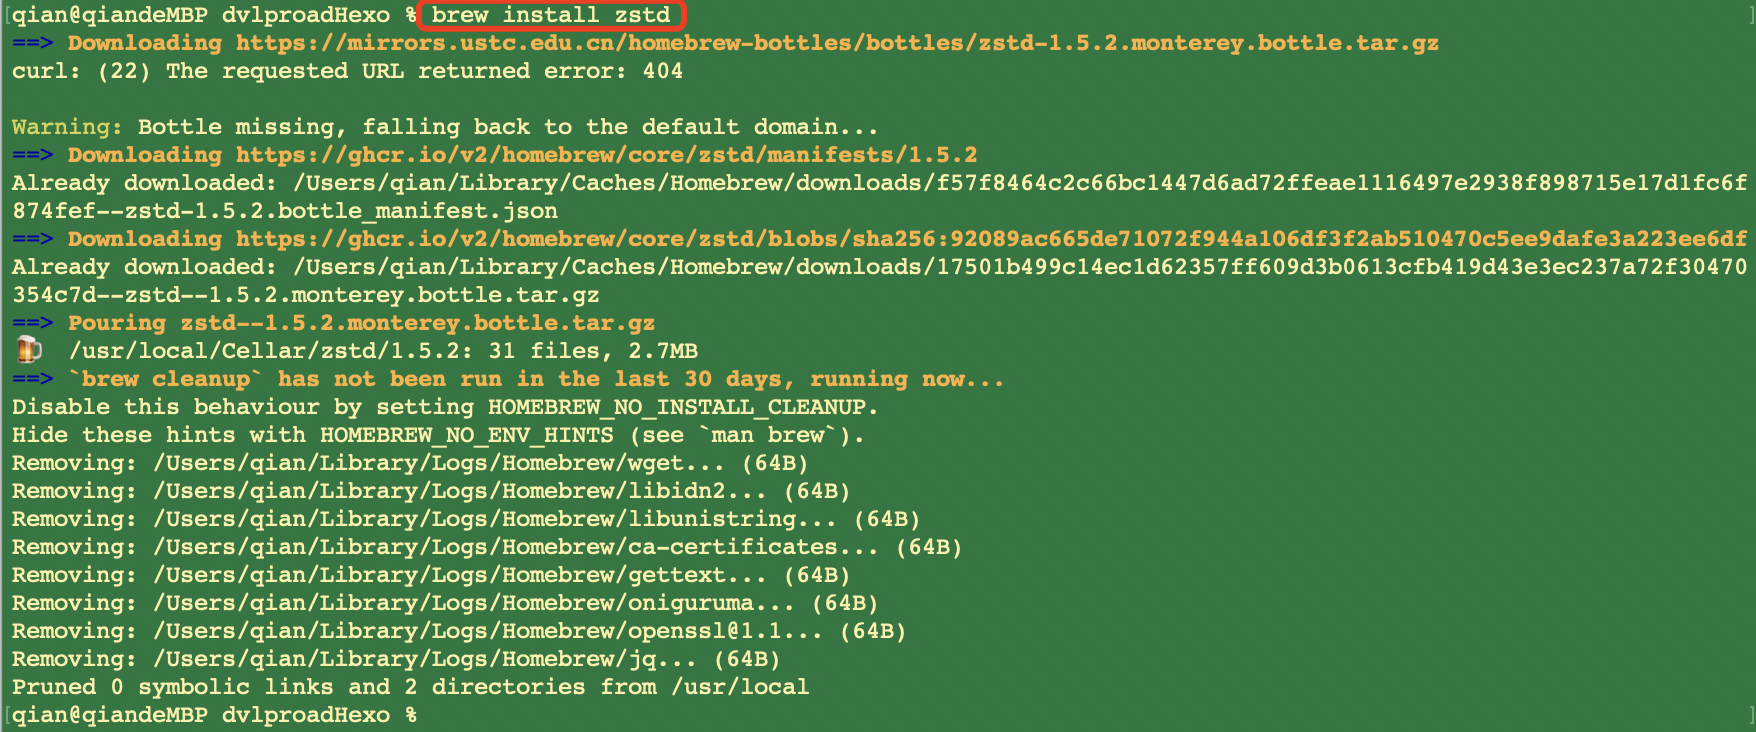 qian@qiandeMBP dvlproadHexo % brew install zstd
==> Downloading https://mirrors.ustc.edu.cn/homebrew-bottles/bottles/zstd-1.5.2.monterey.bottle.tar.gz
curl: (22) The requested URL returned error: 404
Warning: Bottle missing, falling back to the default domain...
==> Downloading https://ghcr.io/v2/homebrew/core/zstd/manifests/1.5.2
Already downloaded: /Users/qian/Library/Caches/Homebrew/downloads/f57f8464c2c66bc1447d6ad72ffeae1116497e2938f898715e17d1fc6f
874fef--zstd-1.5.2.bottle_manifest.json
==> Downloading https://ghcr.io/v2/homebrew/core/zstd/blobs/sha256:92089ac665de71072f944a106df3f2ab510470c5ee9dafe3a223ee6df
Already downloaded: /Users/qian/Library/Caches/Homebrew/downloads/17501b499c14ec1d62357ff609d3b0613cfb419d43e3ec237a72f30470
354c7d--zstd--1.5.2.monterey.bottle.tar.gz
==> Pouring zstd--1.5.2.monterey.bottle.tar.gz
🍺  /usr/local/Cellar/zstd/1.5.2: 31 files, 2.7MB
==> `brew cleanup` has not been run in the last 30 days, running now...
Disable this behaviour by setting HOMEBREW_NO_INSTALL_CLEANUP.
Hide these hints with HOMEBREW_NO_ENV_HINTS (see `man brew`).
Removing: /Users/qian/Library/Logs/Homebrew/wget... (64B)
Removing: /Users/qian/Library/Logs/Homebrew/libidn2... (64B)
Removing: /Users/qian/Library/Logs/Homebrew/libunistring... (64B)
Removing: /Users/qian/Library/Logs/Homebrew/ca-certificates... (64B)
Removing: /Users/qian/Library/Logs/Homebrew/gettext... (64B)
Removing: /Users/qian/Library/Logs/Homebrew/oniguruma... (64B)
Removing: /Users/qian/Library/Logs/Homebrew/openssl@1.1... (64B)
Removing: /Users/qian/Library/Logs/Homebrew/jq... (64B)
Pruned 0 symbolic links and 2 directories from /usr/local
qian@qiandeMBP dvlproadHexo %